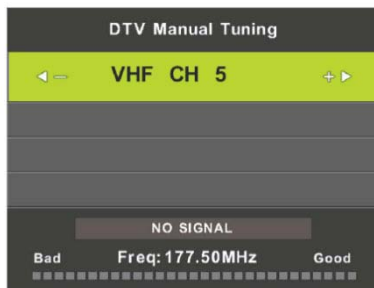 DTV Manual Tuning
VHF CH 5
NO SIGNAL
Bad Freq:177.50MHz Good